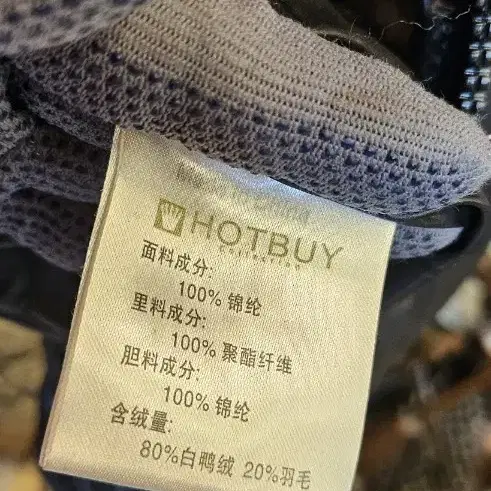 HOTBUY
COLLECTION
面料成分:
100% 锦纶
里料成分:
100% 聚酯纤维
胆料成分:
100% 锦纶
含绒量:
80%白鸭绒 20%羽毛